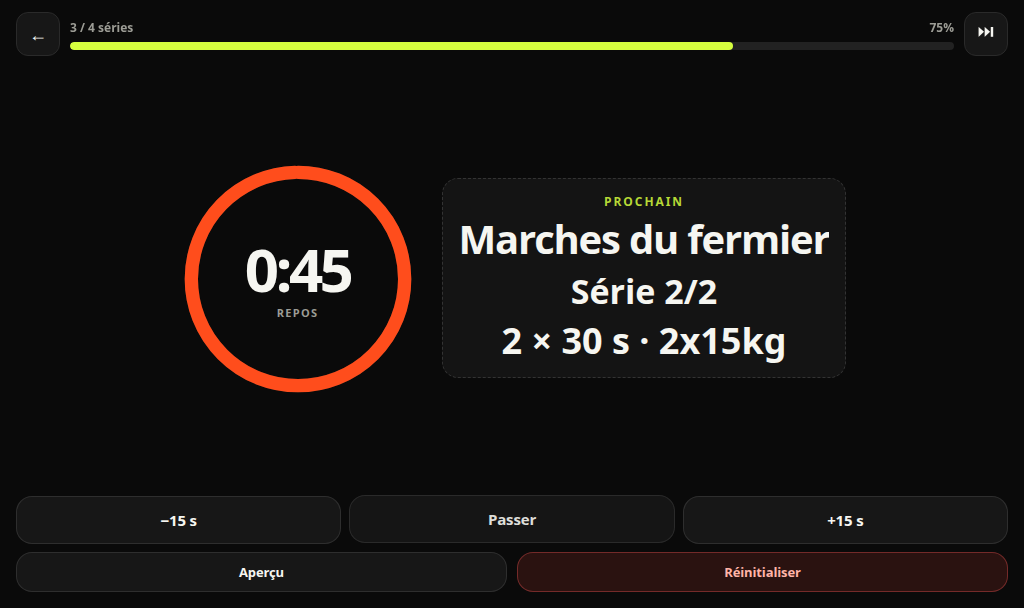 ←
3 / 4 séries
75%
⏭
0:45
REPOS
PROCHAIN
Marches du fermier
Série 2/2
2 × 30 s · 2x15kg
−15 s
Passer
+15 s
Aperçu
Réinitialiser